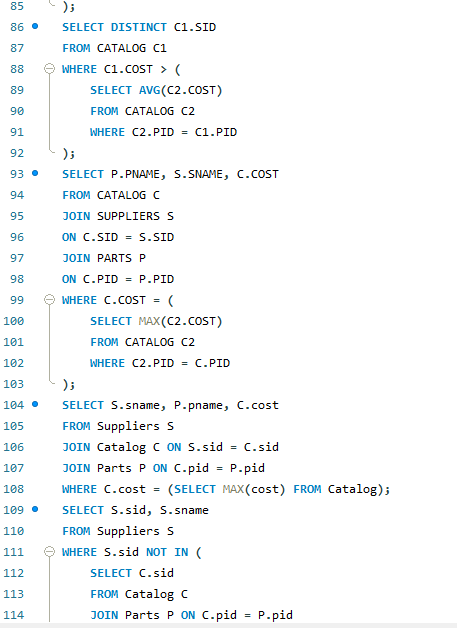 85 );
86 SELECT DISTINCT C1.SID
87 FROM CATALOG C1
88 WHERE C1.COST > (
89 SELECT AVG(C2.COST)
90 FROM CATALOG C2
91 WHERE C2.PID = C1.PID
92 );
93 SELECT P.PNAME, S.SNAME, C.COST
94 FROM CATALOG C
95 JOIN SUPPLIERS S
96 ON C.SID = S.SID
97 JOIN PARTS P
98 ON C.PID = P.PID
99 WHERE C.COST = (
100 SELECT MAX(C2.COST)
101 FROM CATALOG C2
102 WHERE C2.PID = C.PID
103 );
104 SELECT S.sname, P.pname, C.cost
105 FROM Suppliers S
106 JOIN Catalog C ON S.sid = C.sid
107 JOIN Parts P ON C.pid = P.pid
108 WHERE C.cost = (SELECT MAX(cost) FROM Catalog);
109 SELECT S.sid, S.sname
110 FROM Suppliers S
111 WHERE S.sid NOT IN (
112 SELECT C.sid
113 FROM Catalog C
114 JOIN Parts P ON C.pid = P.pid